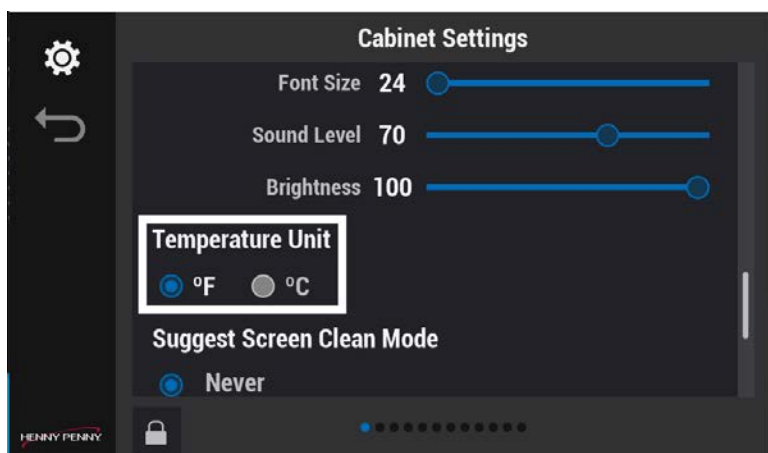 Cabinet Settings
Font Size 24
Sound Level 70
Brightness 100
Temperature Unit
ºF ºC
Suggest Screen Clean Mode
Never
HENNY PENNY